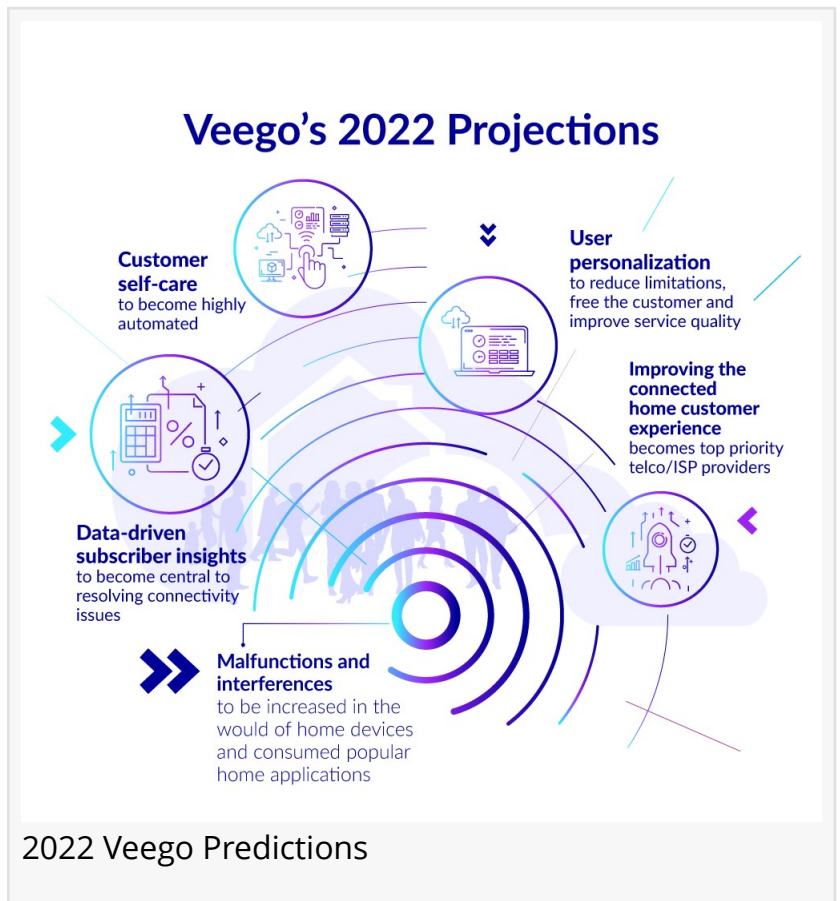 Veego's 2022 Projections
Customer
self-care
to become highly
automated
User
personalization
to reduce limitations,
free the customer and
improve service quality
Improving the
connected
home customer
experience
becomes top priority
telco/ISP providers
Data-driven
subscriber insights
to become central to
resolving connectivity
issues
Malfunctions and
interferences
to be increased in the
would of home devices
and consumed popular
home applications
2022 Veego Predictions